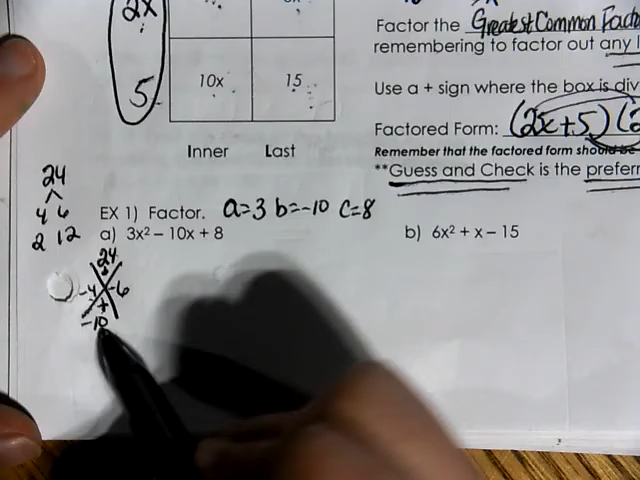 2x
5
10x 15
Inner Last
Factor the Greatest Common Facto
remembering to factor out any
Use a + sign where the box is div
Factored Form: (2x+5)(2
Remember that the factored form should be
**Guess and Check is the prefer
24
4 6
2 12
EX 1) Factor. a=3 b=-10 c=8
a) 3x² – 10x + 8
b) 6x² + x – 15
24
-4 -6
+
-10